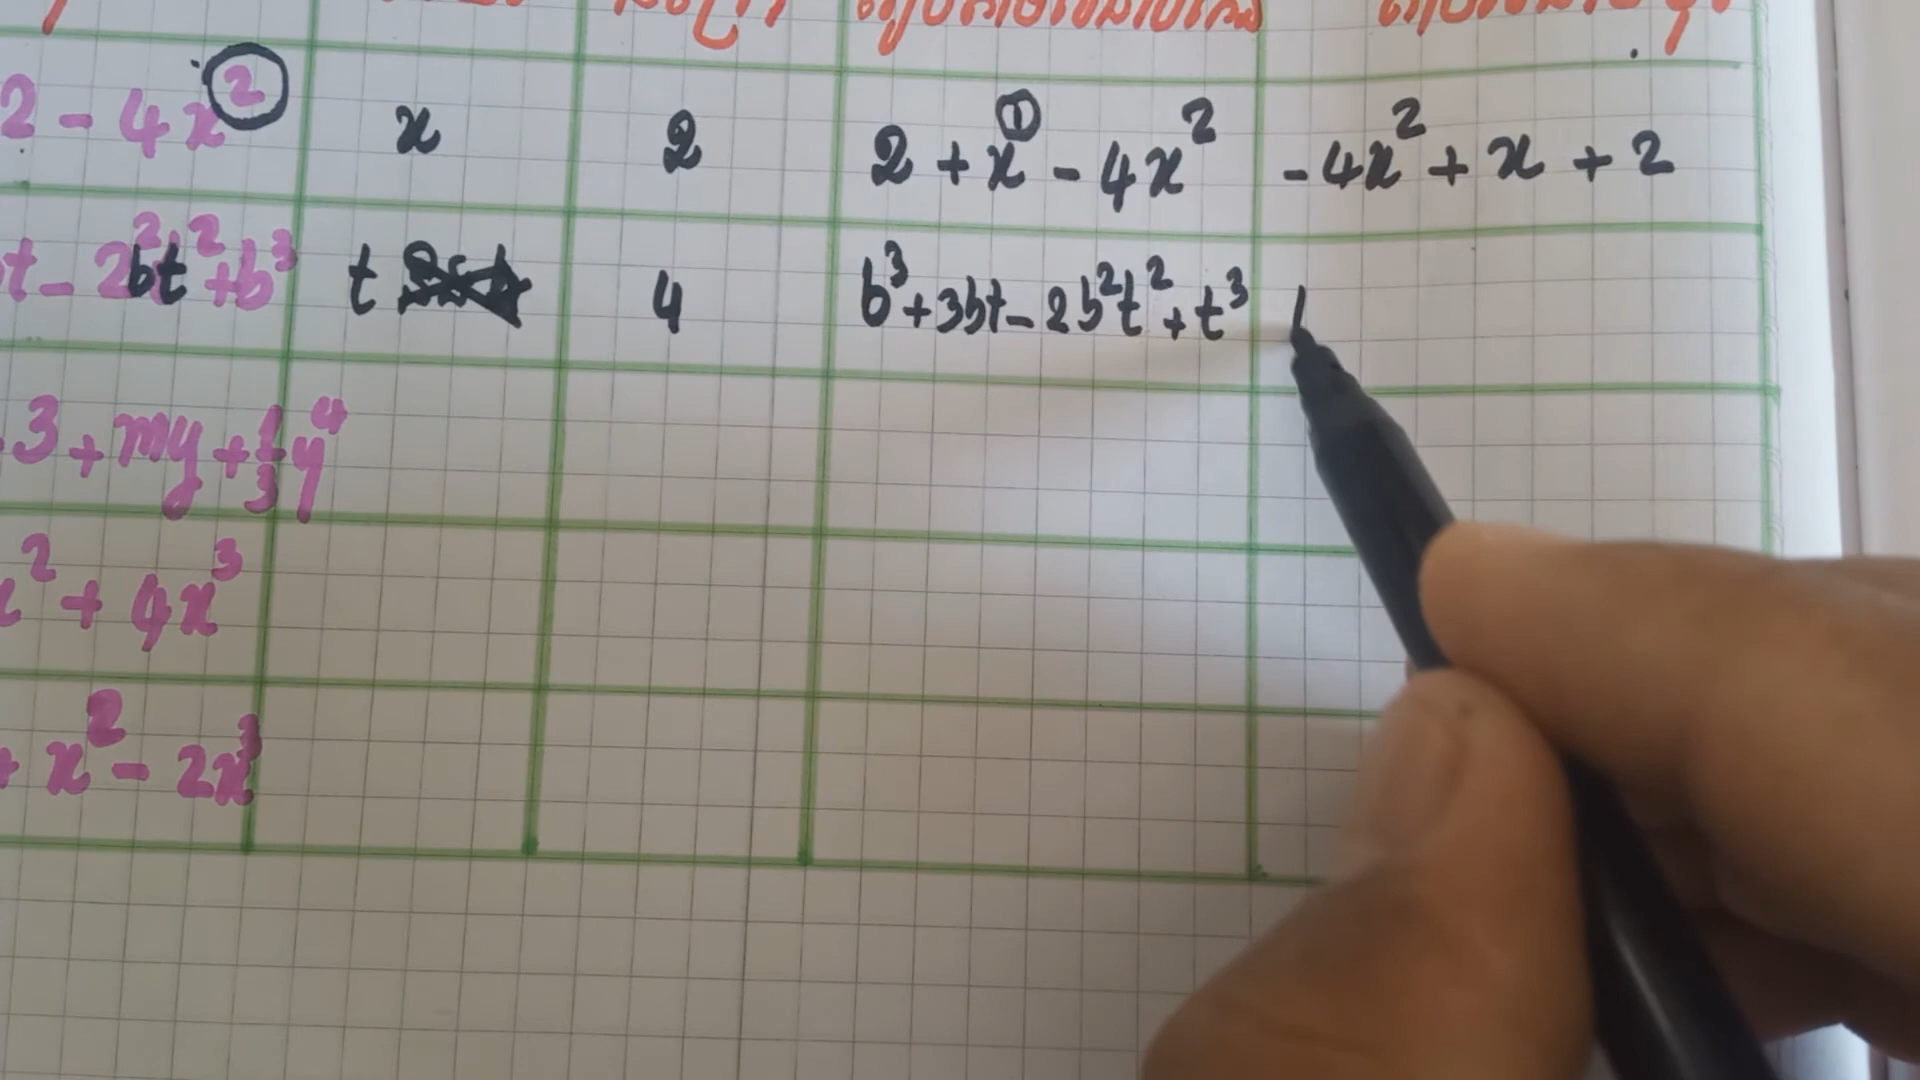 2 - 4x² x 2 2 + x① - 4x² - 4x² + x + 2
t - 2b²t² + b³ t 4 b³ + 3bt - 2b²t² + t³
3 + my + 1/3 y⁴
x² + 4x³
+ x² - 2x³